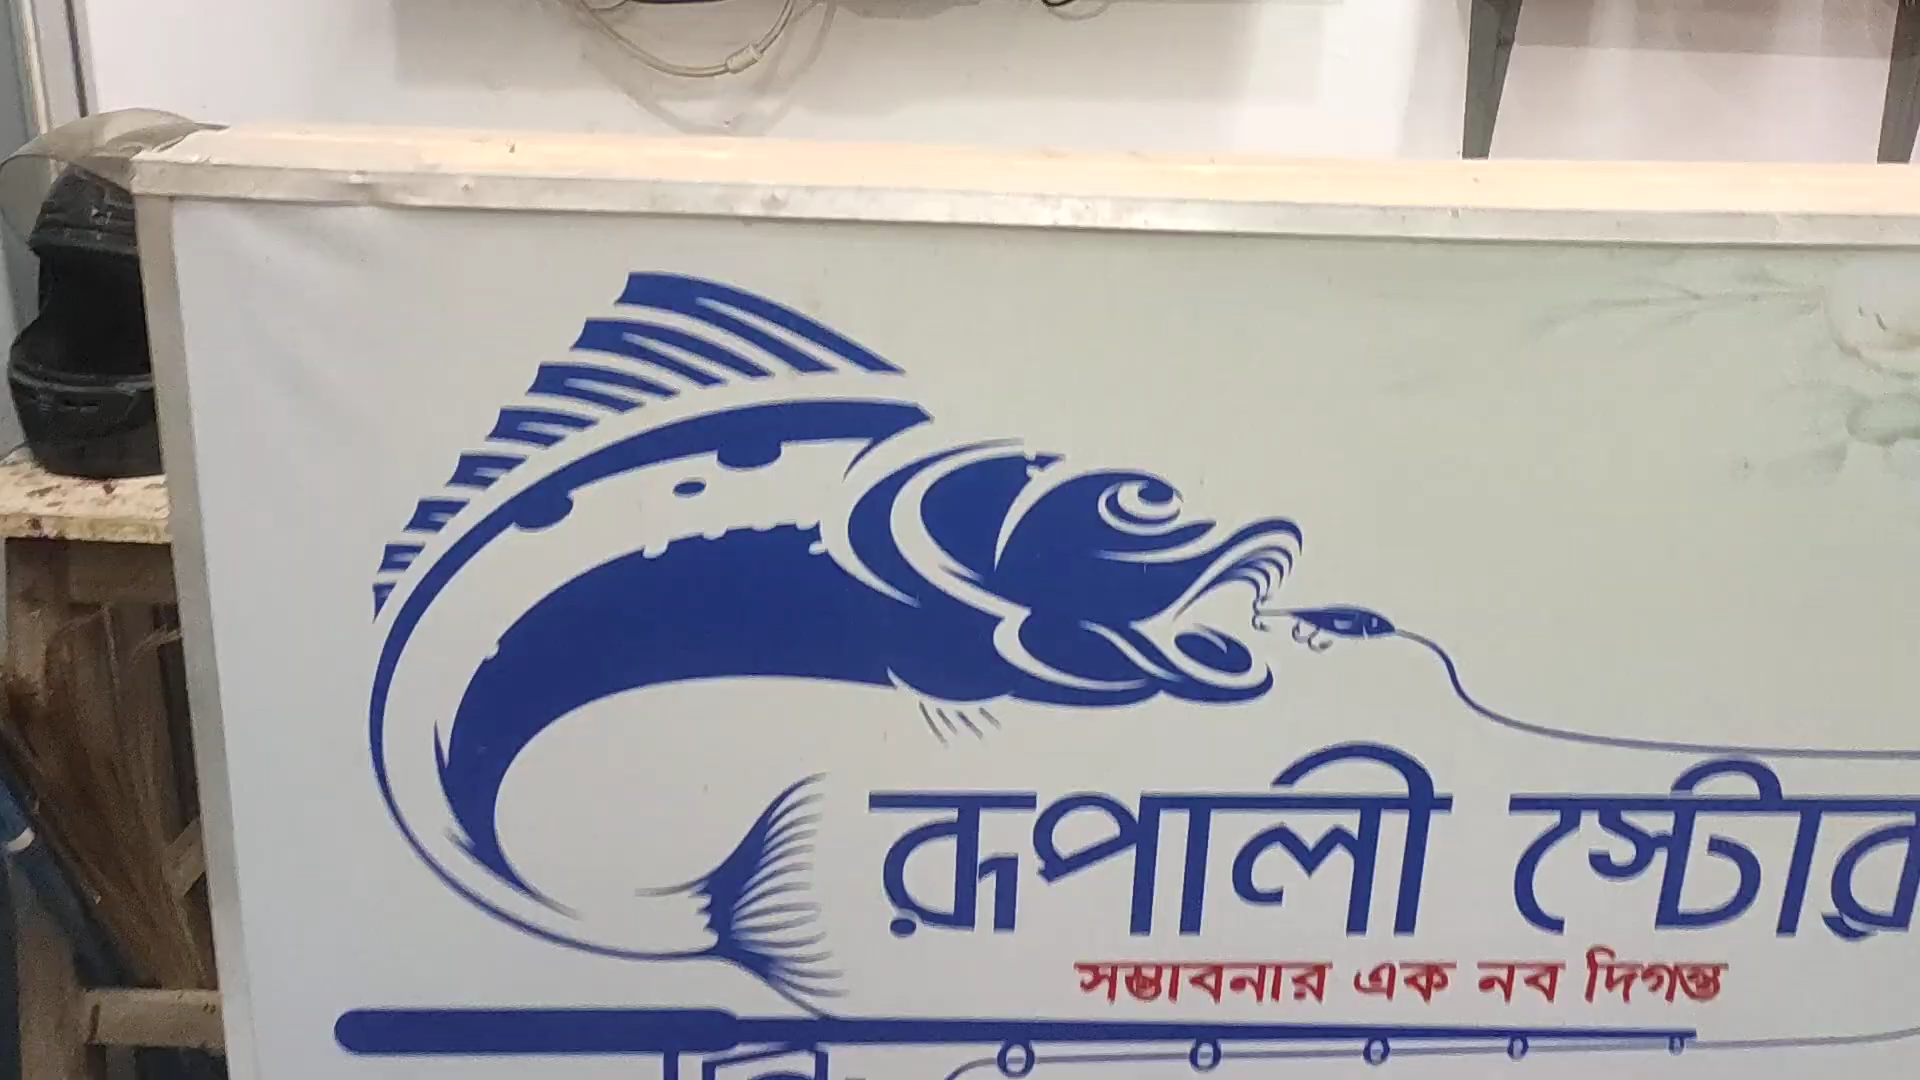 রূপালী স্টোর
সম্ভাবনার এক নব দিগন্ত